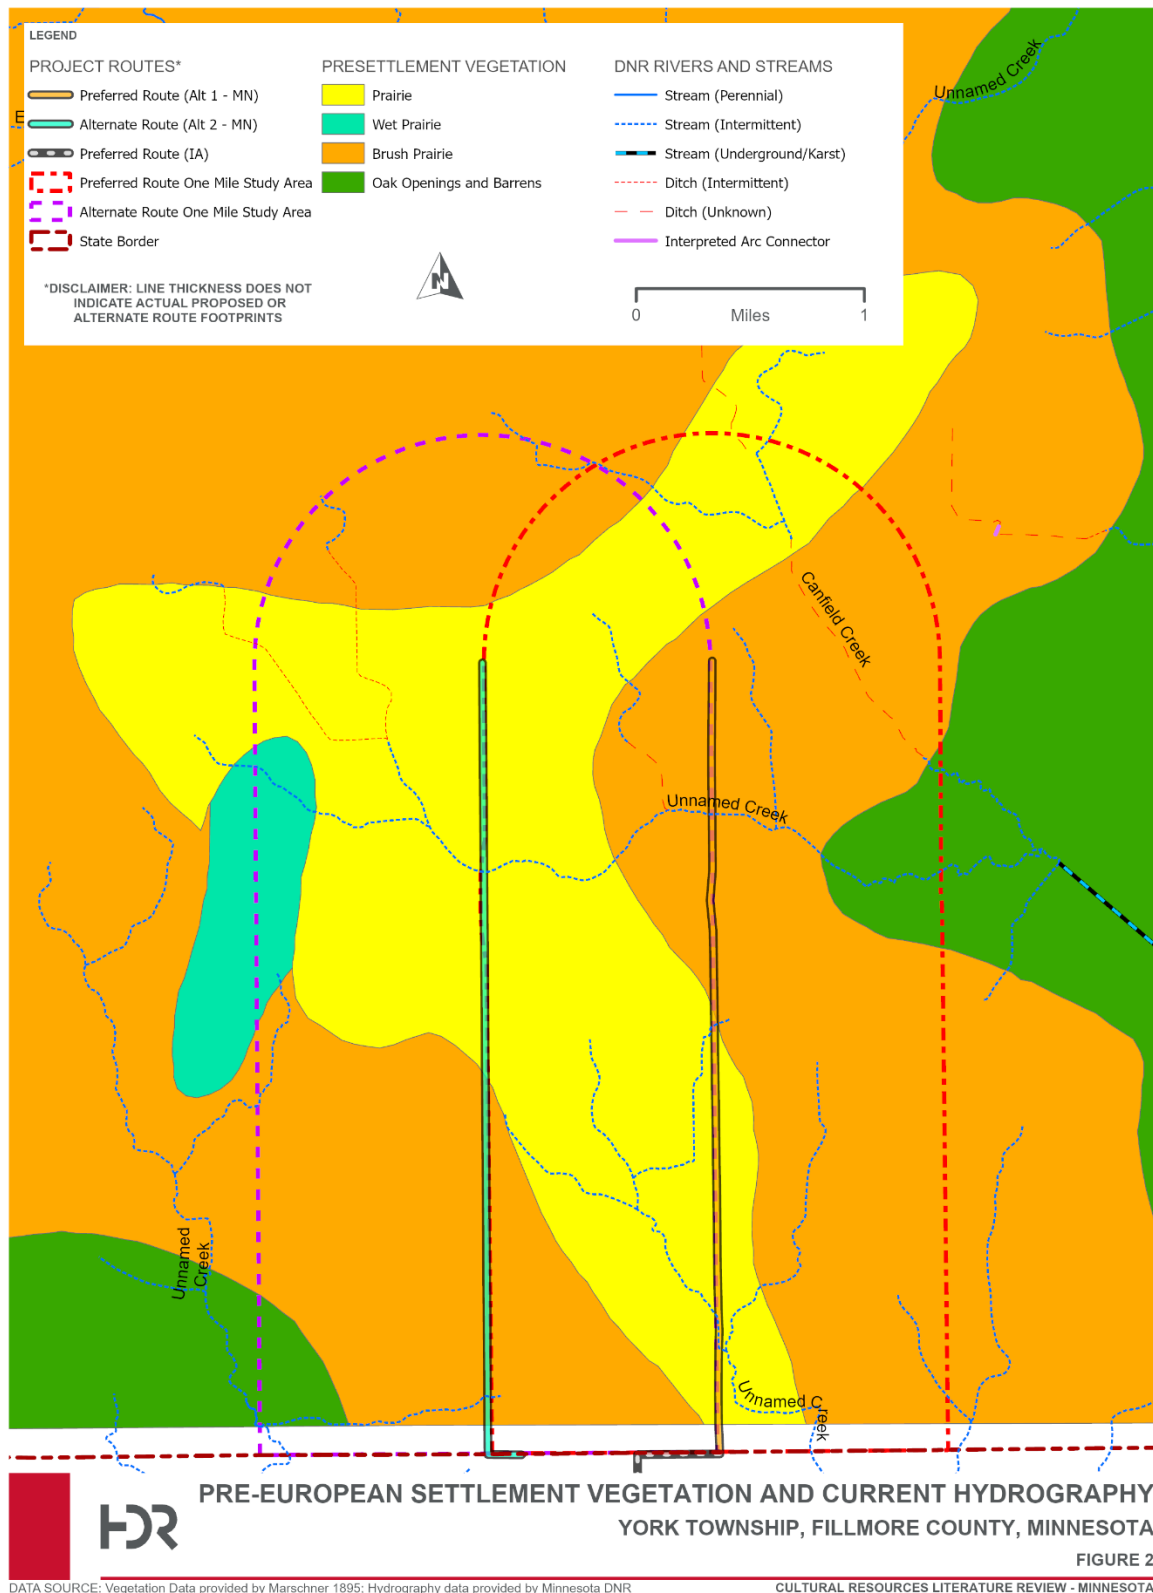 LEGEND
PROJECT ROUTES*
Preferred Route (Alt 1 - MN)
Alternate Route (Alt 2 - MN)
Preferred Route (IA)
Preferred Route One Mile Study Area
Alternate Route One Mile Study Area
State Border
*DISCLAIMER: LINE THICKNESS DOES NOT
INDICATE ACTUAL PROPOSED OR
ALTERNATE ROUTE FOOTPRINTS
PRESETTLEMENT VEGETATION
Prairie
Wet Prairie
Brush Prairie
Oak Openings and Barrens
N
DNR RIVERS AND STREAMS
Stream (Perennial)
Stream (Intermittent)
Stream (Underground/Karst)
Ditch (Intermittent)
Ditch (Unknown)
Interpreted Arc Connector
0 Miles 1
Unnamed Creek
E
Canfield Creek
Unnamed Creek
Unnamed
Creek
Unnamed Creek
HDR
PRE-EUROPEAN SETTLEMENT VEGETATION AND CURRENT HYDROGRAPHY
YORK TOWNSHIP, FILLMORE COUNTY, MINNESOTA
FIGURE 2
DATA SOURCE: Vegetation Data provided by Marschner 1895; Hydrography data provided by Minnesota DNR
CULTURAL RESOURCES LITERATURE REVIEW - MINNESOTA